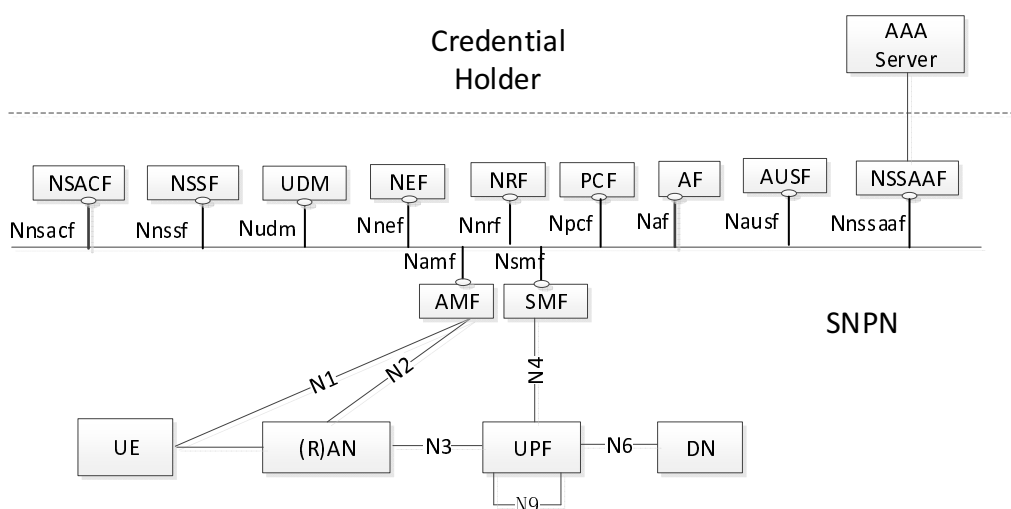 Credential
Holder
AAA
Server
NSACF
NSSF
UDM
NEF
NRF
PCF
AF
AUSF
NSSAAF
Nnsacf
Nnssf
Nudm
Nnef
Nnrf
Npcf
Naf
Nausf
Nnssaaf
Namf
Nsmf
AMF
SMF
SNPN
N1
N2
N4
UE
(R)AN
N3
UPF
N6
DN
N9